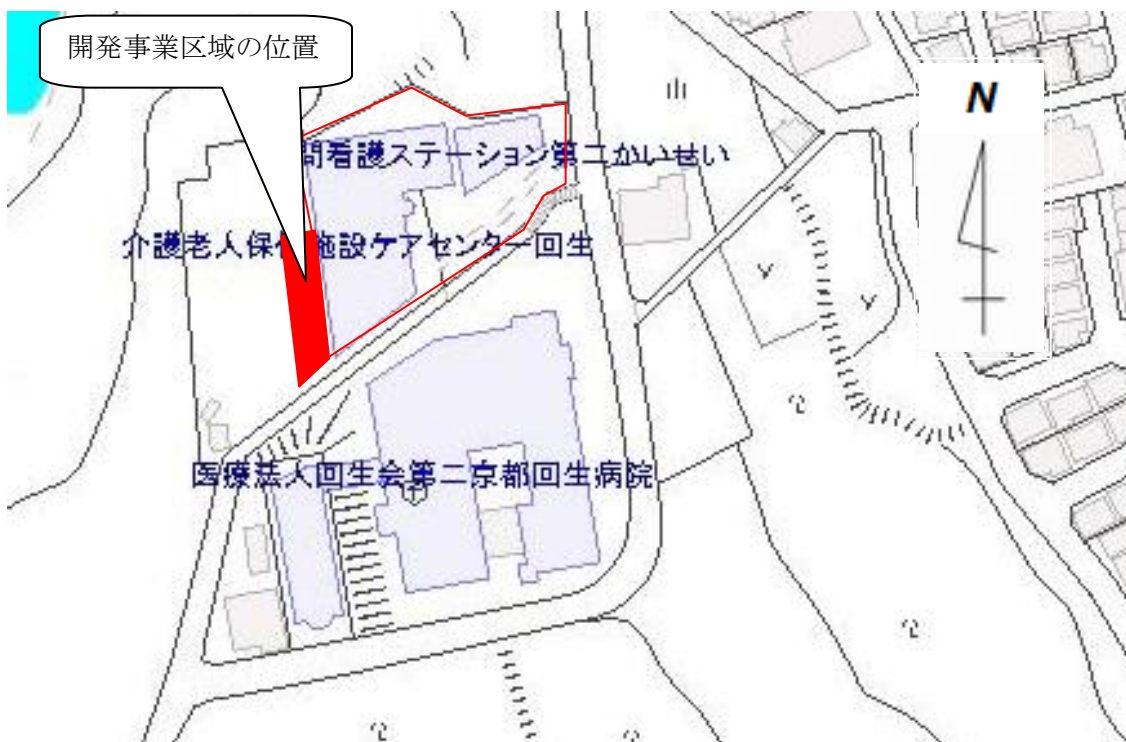 開発事業区域の位置
N
問看護ステーション第二かいせい
介護老人保健施設ケアセンター回生
医療法人回生会第二京都回生病院